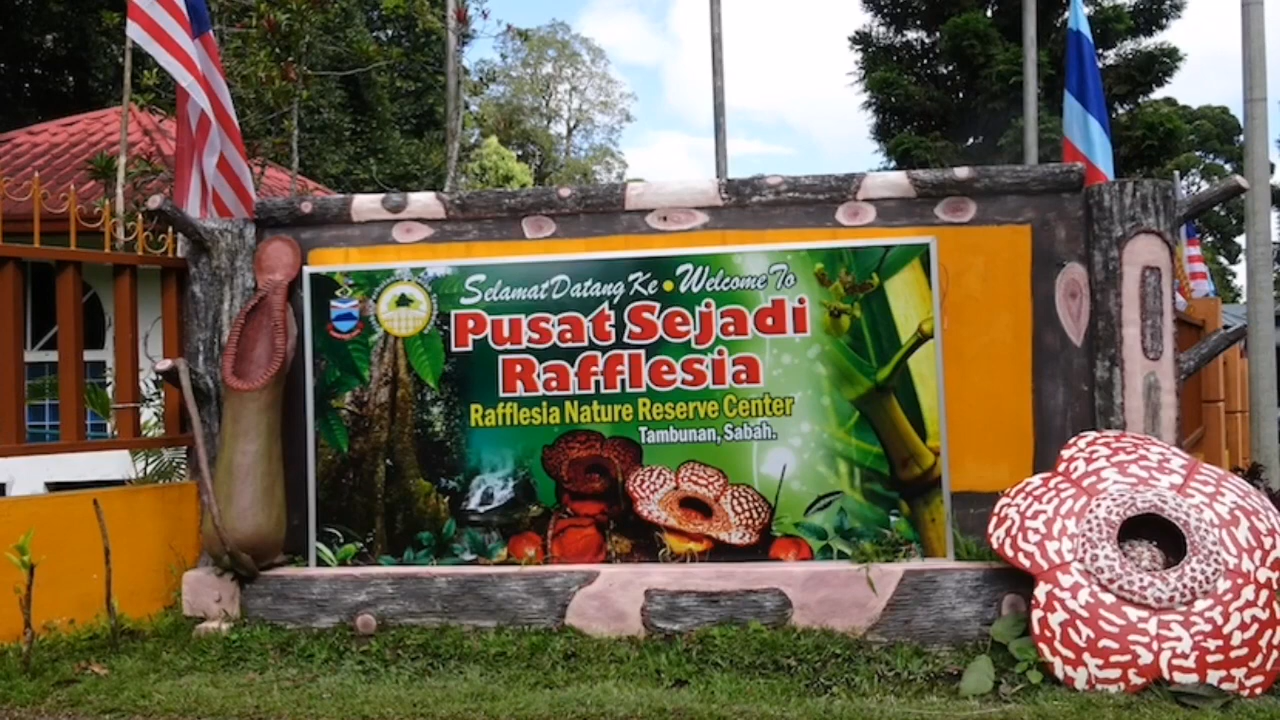 Selamat Datang Ke • Welcome To
Pusat Sejadi
Rafflesia
Rafflesia Nature Reserve Center
Tambunan, Sabah.